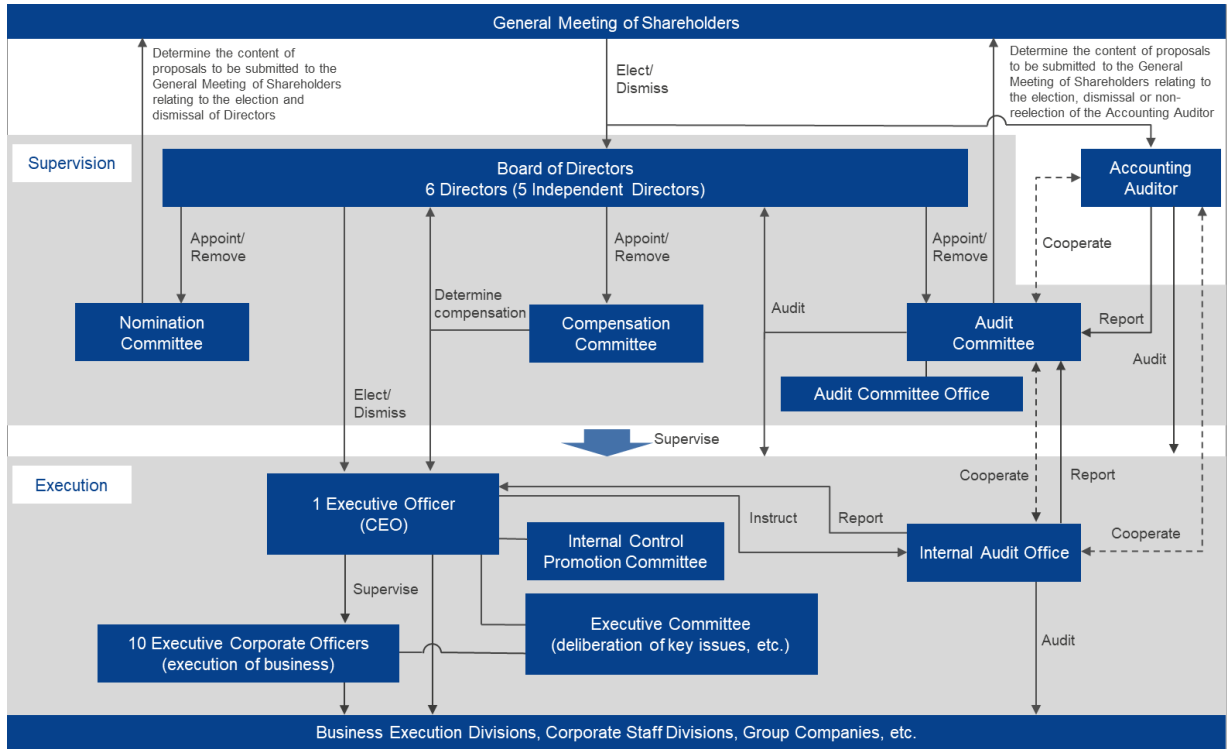 General Meeting of Shareholders
Determine the content of
proposals to be submitted to the
General Meeting of Shareholders
relating to the election and
dismissal of Directors
Elect/
Dismiss
Determine the content of proposals
to be submitted to the General
Meeting of Shareholders relating to
the election, dismissal or non-
reelection of the Accounting Auditor
Supervision
Board of Directors
6 Directors (5 Independent Directors)
Accounting
Auditor
Appoint/
Remove
Appoint/
Remove
Appoint/
Remove
Cooperate
Nomination
Committee
Determine
compensation
Compensation
Committee
Audit
Audit
Committee
Report
Audit
Audit Committee Office
Elect/
Dismiss
Supervise
Execution
1 Executive Officer
(CEO)
Instruct
Report
Cooperate
Report
Internal Control
Promotion Committee
Internal Audit Office
Cooperate
Supervise
10 Executive Corporate Officers
(execution of business)
Executive Committee
(deliberation of key issues, etc.)
Audit
Business Execution Divisions, Corporate Staff Divisions, Group Companies, etc.